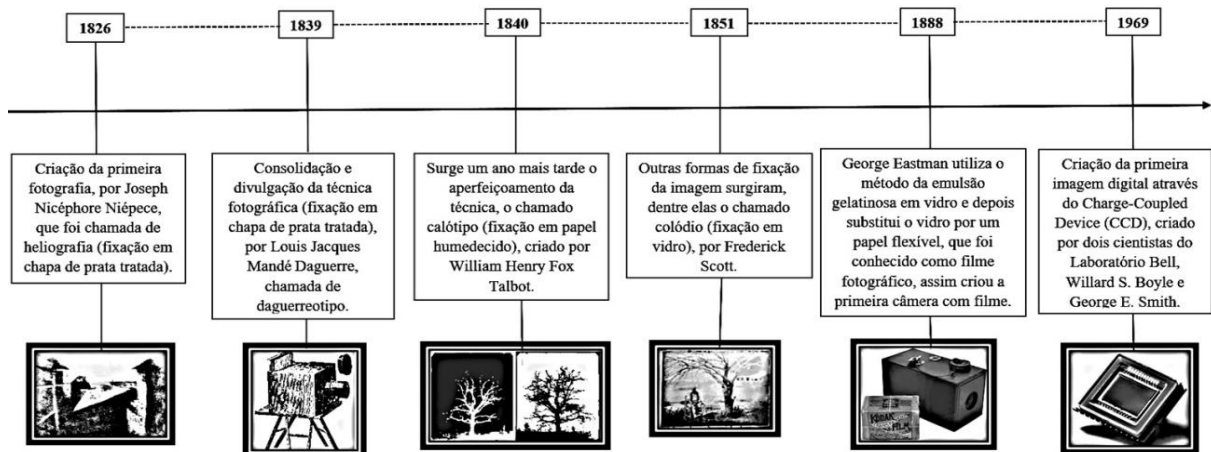 1826
1839
1840
1851
1888
1969
Criação da primeira
fotografia, por Joseph
Nicéphore Niépece,
que foi chamada de
heliografia (fixação em
chapa de prata tratada).
Consolidação e
divulgação da técnica
fotográfica (fixação em
chapa de prata tratada),
por Louis Jacques
Mandé Daguerre,
chamada de
daguerreotipo.
Surge um ano mais tarde o
aperfeiçoamento da
técnica, o chamado
calótipo (fixação em papel
humedecido), criado por
William Henry Fox
Talbot.
Outras formas de fixação
da imagem surgiram,
dentre elas o chamado
colódio (fixação em
vidro), por Frederick
Scott.
George Eastman utiliza o
método da emulsão
gelatinosa em vidro e depois
substitui o vidro por um
papel flexível, que foi
conhecido como filme
fotográfico, assim criou a
primeira câmera com filme.
Criação da primeira
imagem digital através
do Charge-Coupled
Device (CCD), criado
por dois cientistas do
Laboratório Bell,
Willard S. Boyle e
George E. Smith.
KODAK
FILM